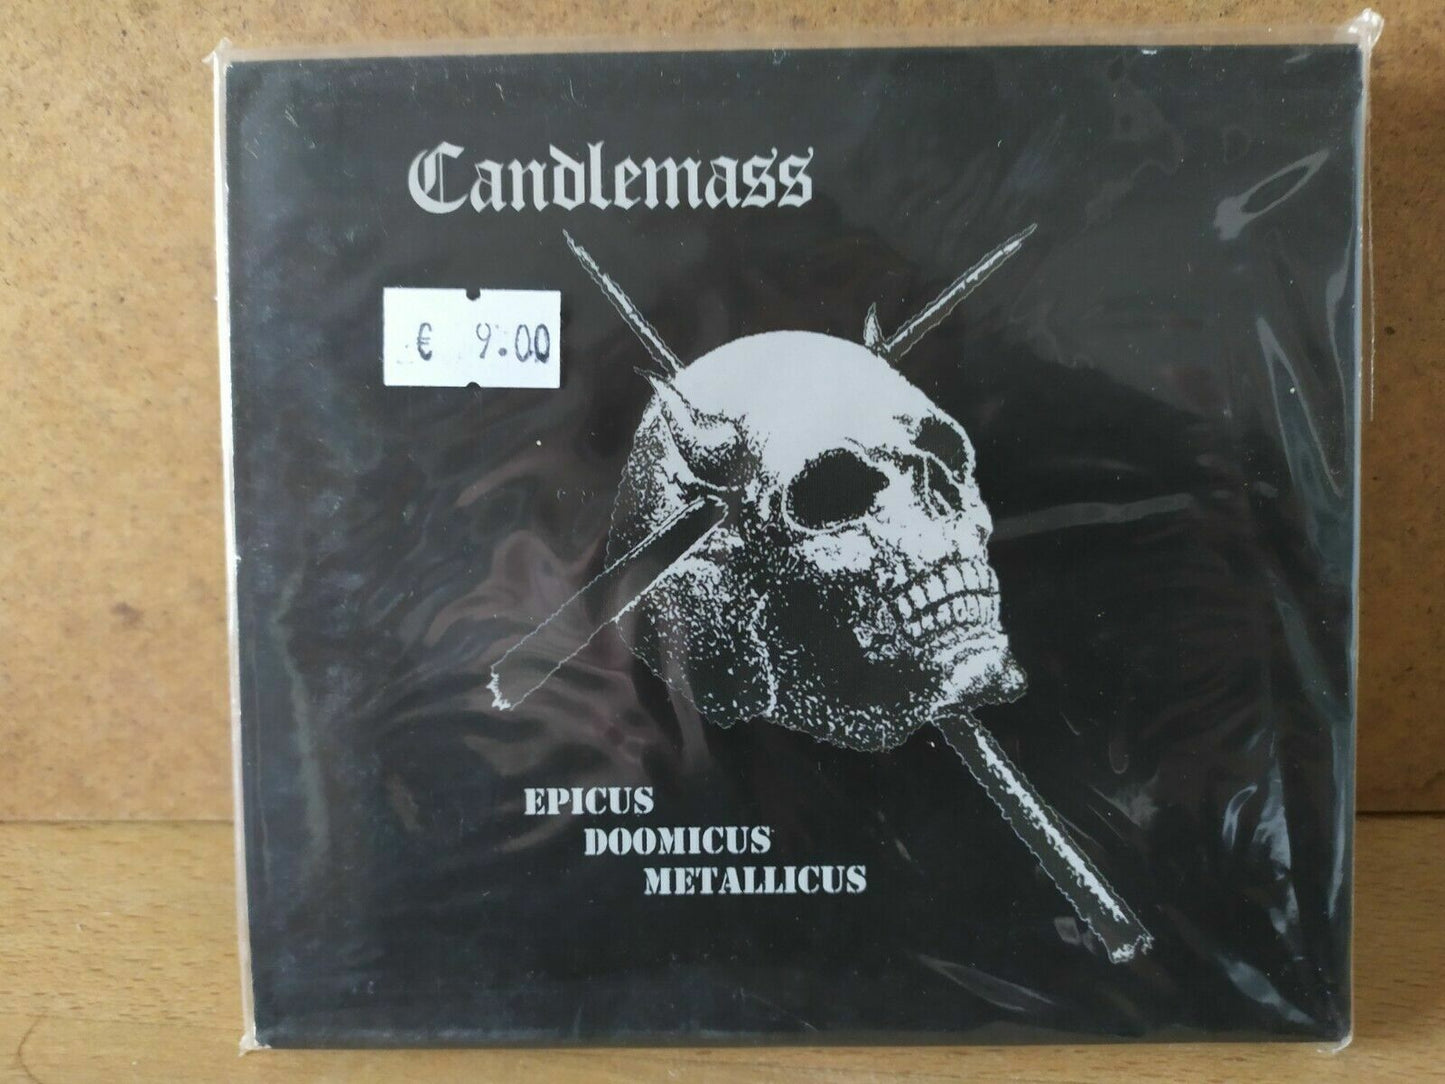 Candlemass
€ 9.00
EPICUS
DOOMICUS
METALLICUS